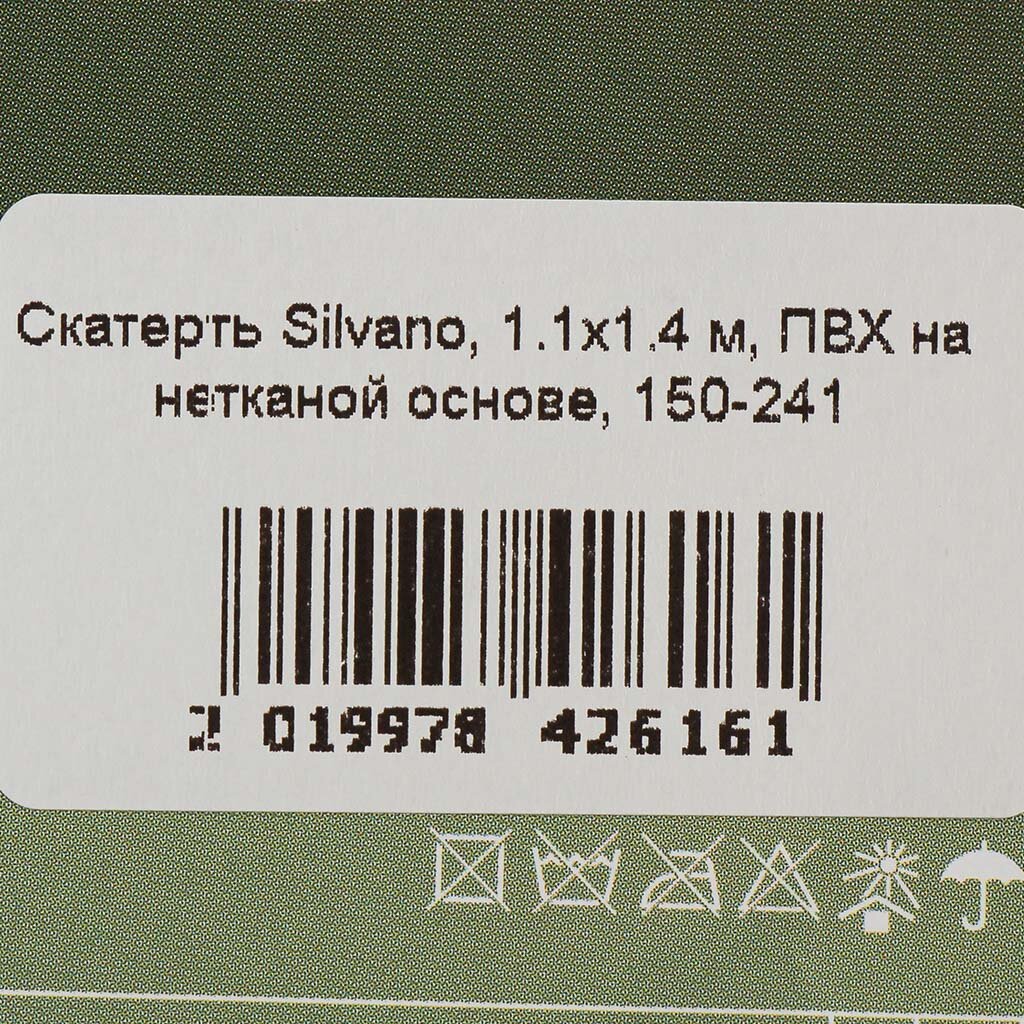 Скатерть Silvano, 1.1x1.4 м, ПВХ на
нетканой основе, 150-241
2 019978 426161